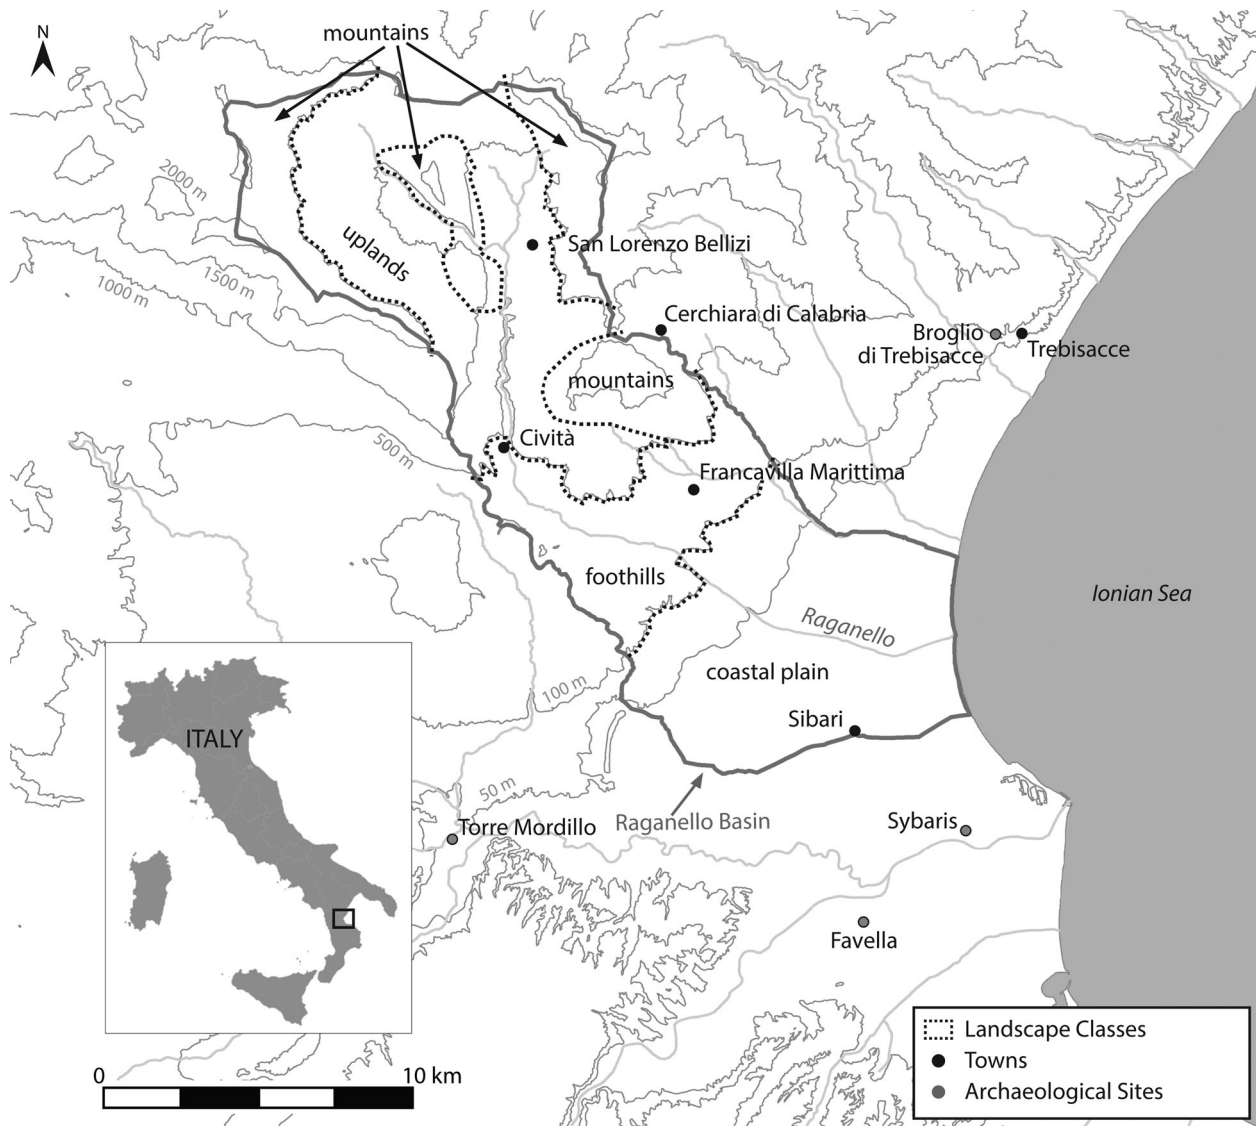 N
mountains
2000 m
uplands
San Lorenzo Bellizi
1500 m
1000 m
Cerchiara di Calabria
Broglio
di Trebisacce
Trebisacce
mountains
Cività
500 m
Francavilla Marittima
foothills
Ionian Sea
Raganello
coastal plain
100 m
Sibari
ITALY
50 m
Raganello Basin
Torre Mordillo
Sybaris
Favella
Landscape Classes
Towns
Archaeological Sites
0
10 km